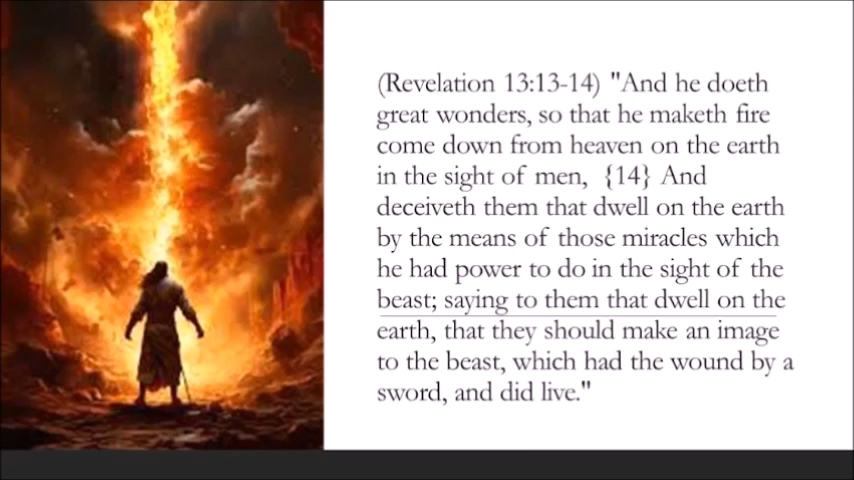 (Revelation 13:13-14) "And he doeth
great wonders, so that he maketh fire
come down from heaven on the earth
in the sight of men, {14} And
deceiveth them that dwell on the earth
by the means of those miracles which
he had power to do in the sight of the
beast; saying to them that dwell on the
earth, that they should make an image
to the beast, which had the wound by a
sword, and did live."